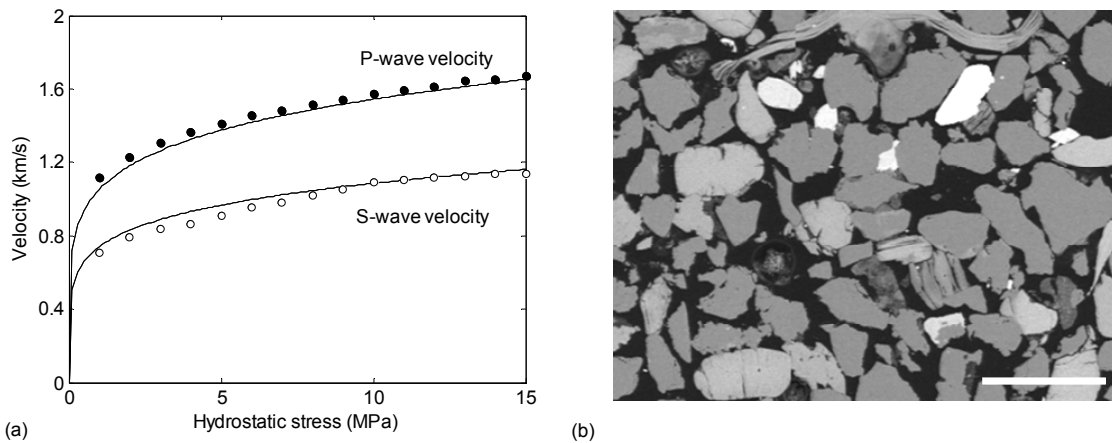 2
1.6
1.2
0.8
0.4
0
P-wave velocity
S-wave velocity
Velocity (km/s)
0 5 10 15
Hydrostatic stress (MPa)
(a)
(b)